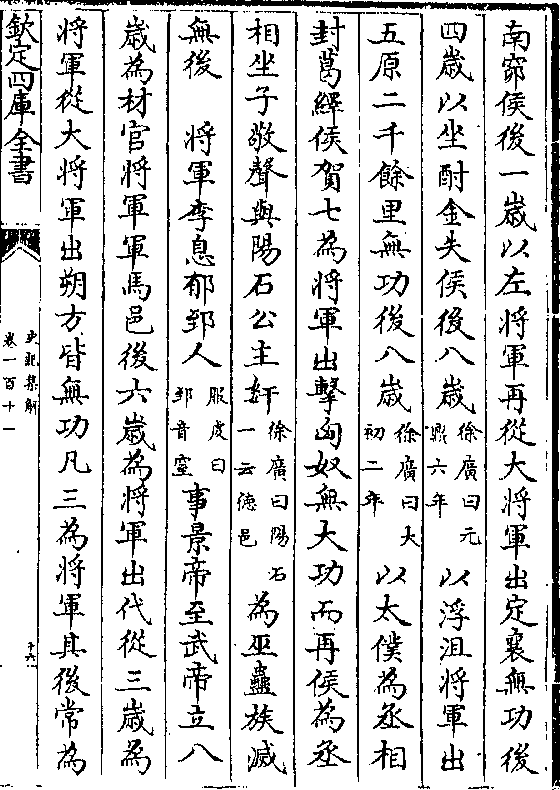 南窌侯後一歲以左將軍再從大將軍出定襄無功後
四歲以坐酎金失侯後八歲徐廣曰元鼎六年以浮沮將軍出
五原二千餘里無功後八歲徐廣曰太初二年以太僕為丞相
封葛繹侯賀七為將軍出擊匈奴無大功而再侯為丞
相坐子敬聲與陽石公主奸徐廣曰陽石一云德邑為巫蠱族滅
無後 將軍李息郁郅人服虔曰郅音窒事景帝至武帝立八
歲為材官將軍軍馬邑後六歲為將軍出代從三歲為
將軍從大將軍出朔方皆無功凡三為將軍其後常為
欽定四庫全書
史記集解
卷一百十一
十六